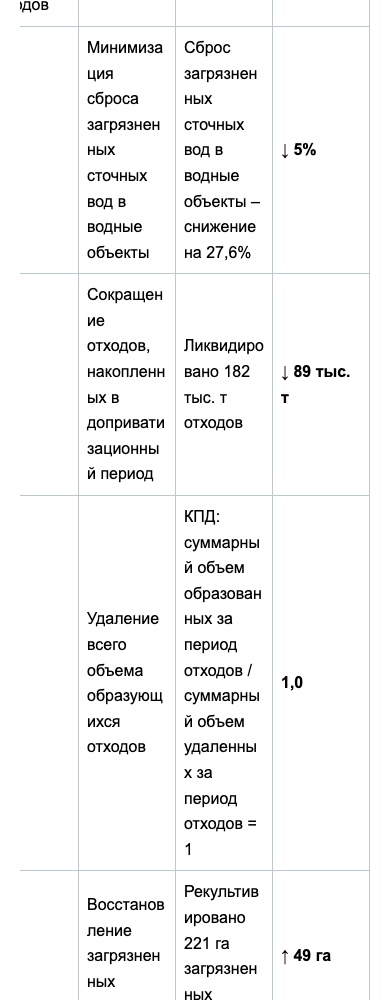 одов
Минимиза
ция
сброса
загрязнен
ных
сточных
вод в
водные
объекты
Сброс
загрязнен
ных
сточных
вод в
водные
объекты –
снижение
на 27,6%
↓ 5%
Сокращен
ие
отходов,
накопленн
ых в
допривати
зационны
й период
Ликвидиро
вано 182
тыс. т
отходов
↓ 89 тыс.
т
Удаление
всего
объема
образующ
ихся
отходов
КПД:
суммарны
й объем
образован
ных за
период
отходов /
суммарны
й объем
удаленны
х за
период
отходов =
1
1,0
Восстанов
ление
загрязнен
ных
Рекультив
ировано
221 га
загрязнен
ных
↑ 49 га